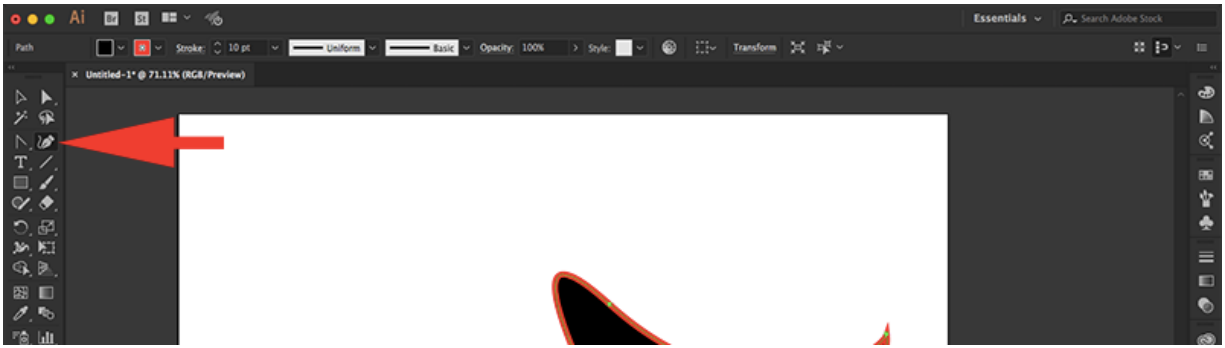 Ai Br St Essentials Search Adobe Stock
Path Stroke: 10 pt Uniform Basic Opacity: 100% Style: Transform
× Untitled-1* @ 71.11% (RGB/Preview)
T